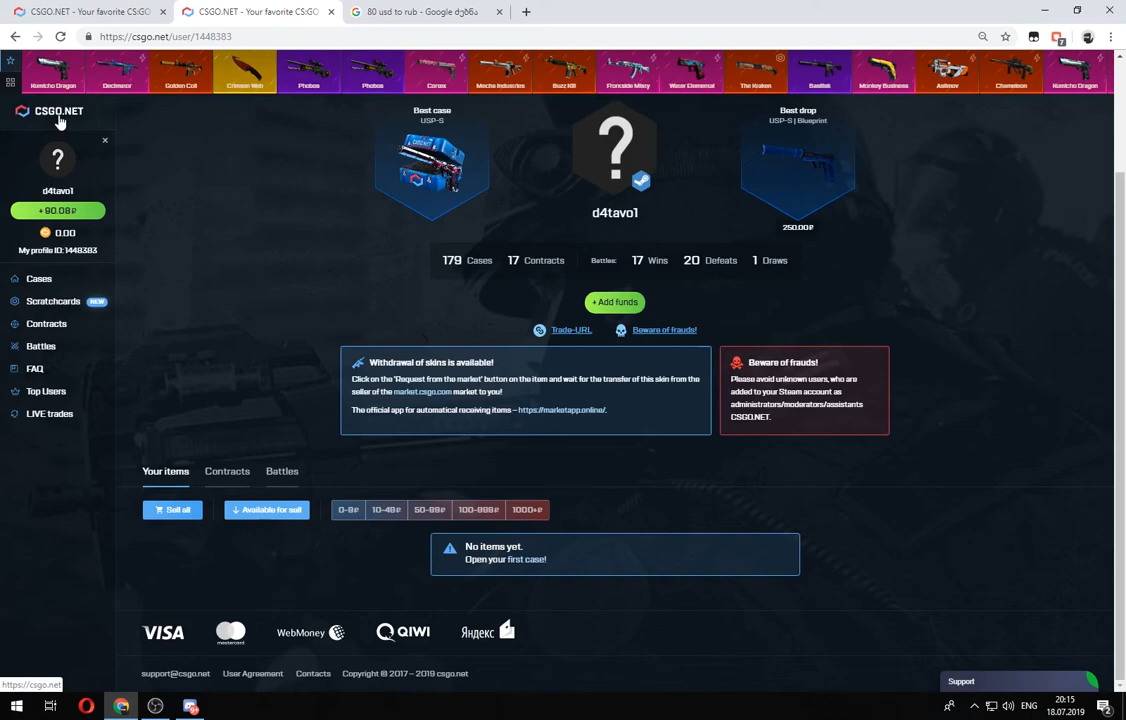 CSGO.NET - Your favorite CS:GO
CSGO.NET - Your favorite CS:GO
80 usd to rub - Google ძებნა
https://csgo.net/user/1448383
7
Kumicho Dragon
Decimator
Golden Coil
Crimson Web
Phobos
Phobos
Cortex
Mecha Industries
Buzz Kill
Frontside Misty
Water Elemental
The Kraken
Basilisk
Monkey Business
Asiimov
Chameleon
Kumicho Dragon
CSGO.NET
?
d4tavo1
+ 90.08₽
0.00
My profile ID: 1448383
Cases
Scratchcards NEW
Contracts
Battles
FAQ
Top Users
LIVE trades
Best case
USP-S
?
d4tavo1
Best drop
USP-S | Blueprint
250.00₽
179 Cases 17 Contracts Battles: 17 Wins 20 Defeats 1 Draws
+ Add funds
Trade-URL
Beware of frauds!
Withdrawal of skins is available!
Click on the 'Request from the market' button on the item and wait for the transfer of this skin from the
seller of the market.csgo.com market to you!
The official app for automatical receiving items – https://marketapp.online/.
Beware of frauds!
Please avoid unknown users, who are
added to your Steam account as
administrators/moderators/assistants
CSGO.NET.
Your items
Contracts
Battles
Sell all
Available for sell
0-9₽
10-49₽
50-99₽
100-999₽
1000+₽
No items yet.
Open your first case!
VISA
mastercard
WebMoney
QIWI
Яндекс
support@csgo.net
User Agreement
Contacts
Copyright © 2017 – 2019 csgo.net
Support
https://csgo.net
ENG
20:15
18.07.2019
2